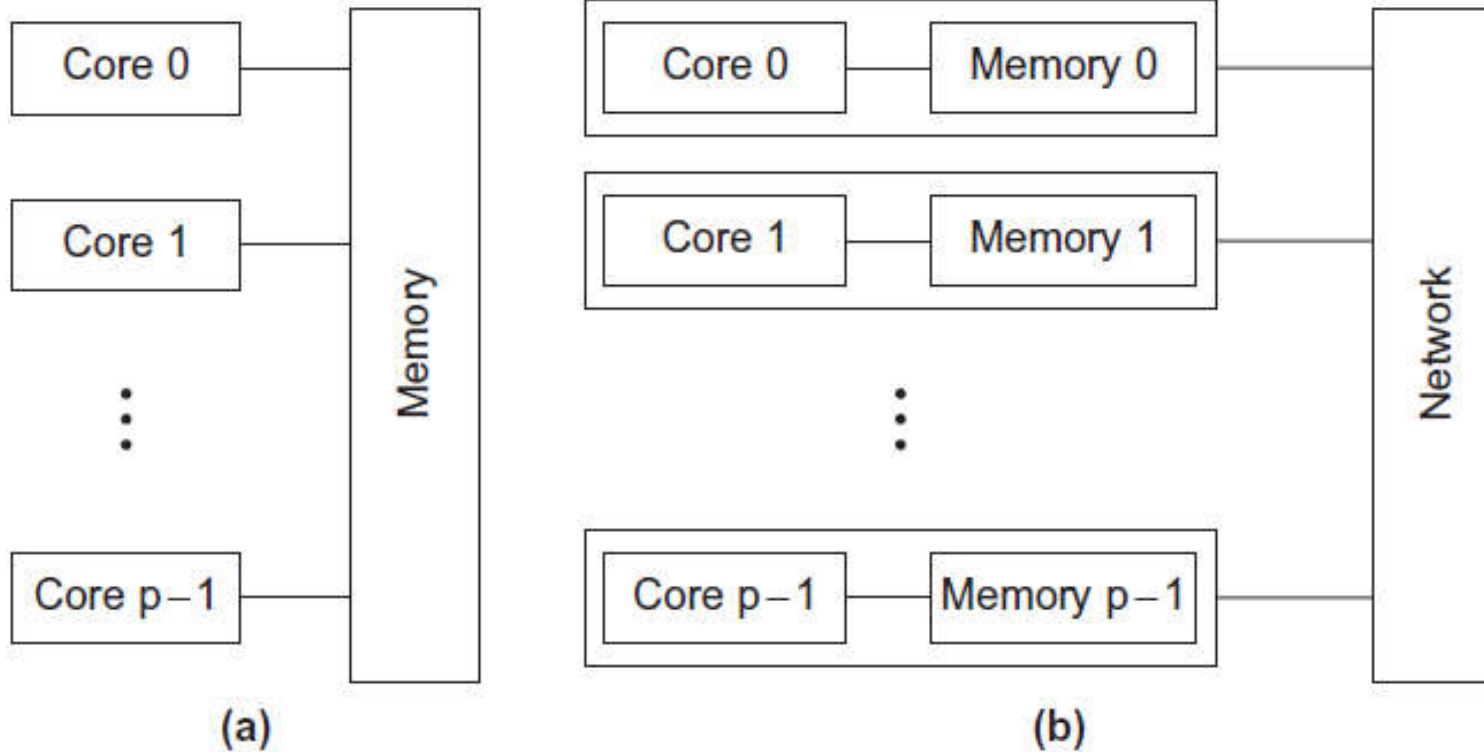 Core 0
Core 1
Core p−1
Memory
(a)
Core 0
Memory 0
Core 1
Memory 1
Core p−1
Memory p−1
Network
(b)